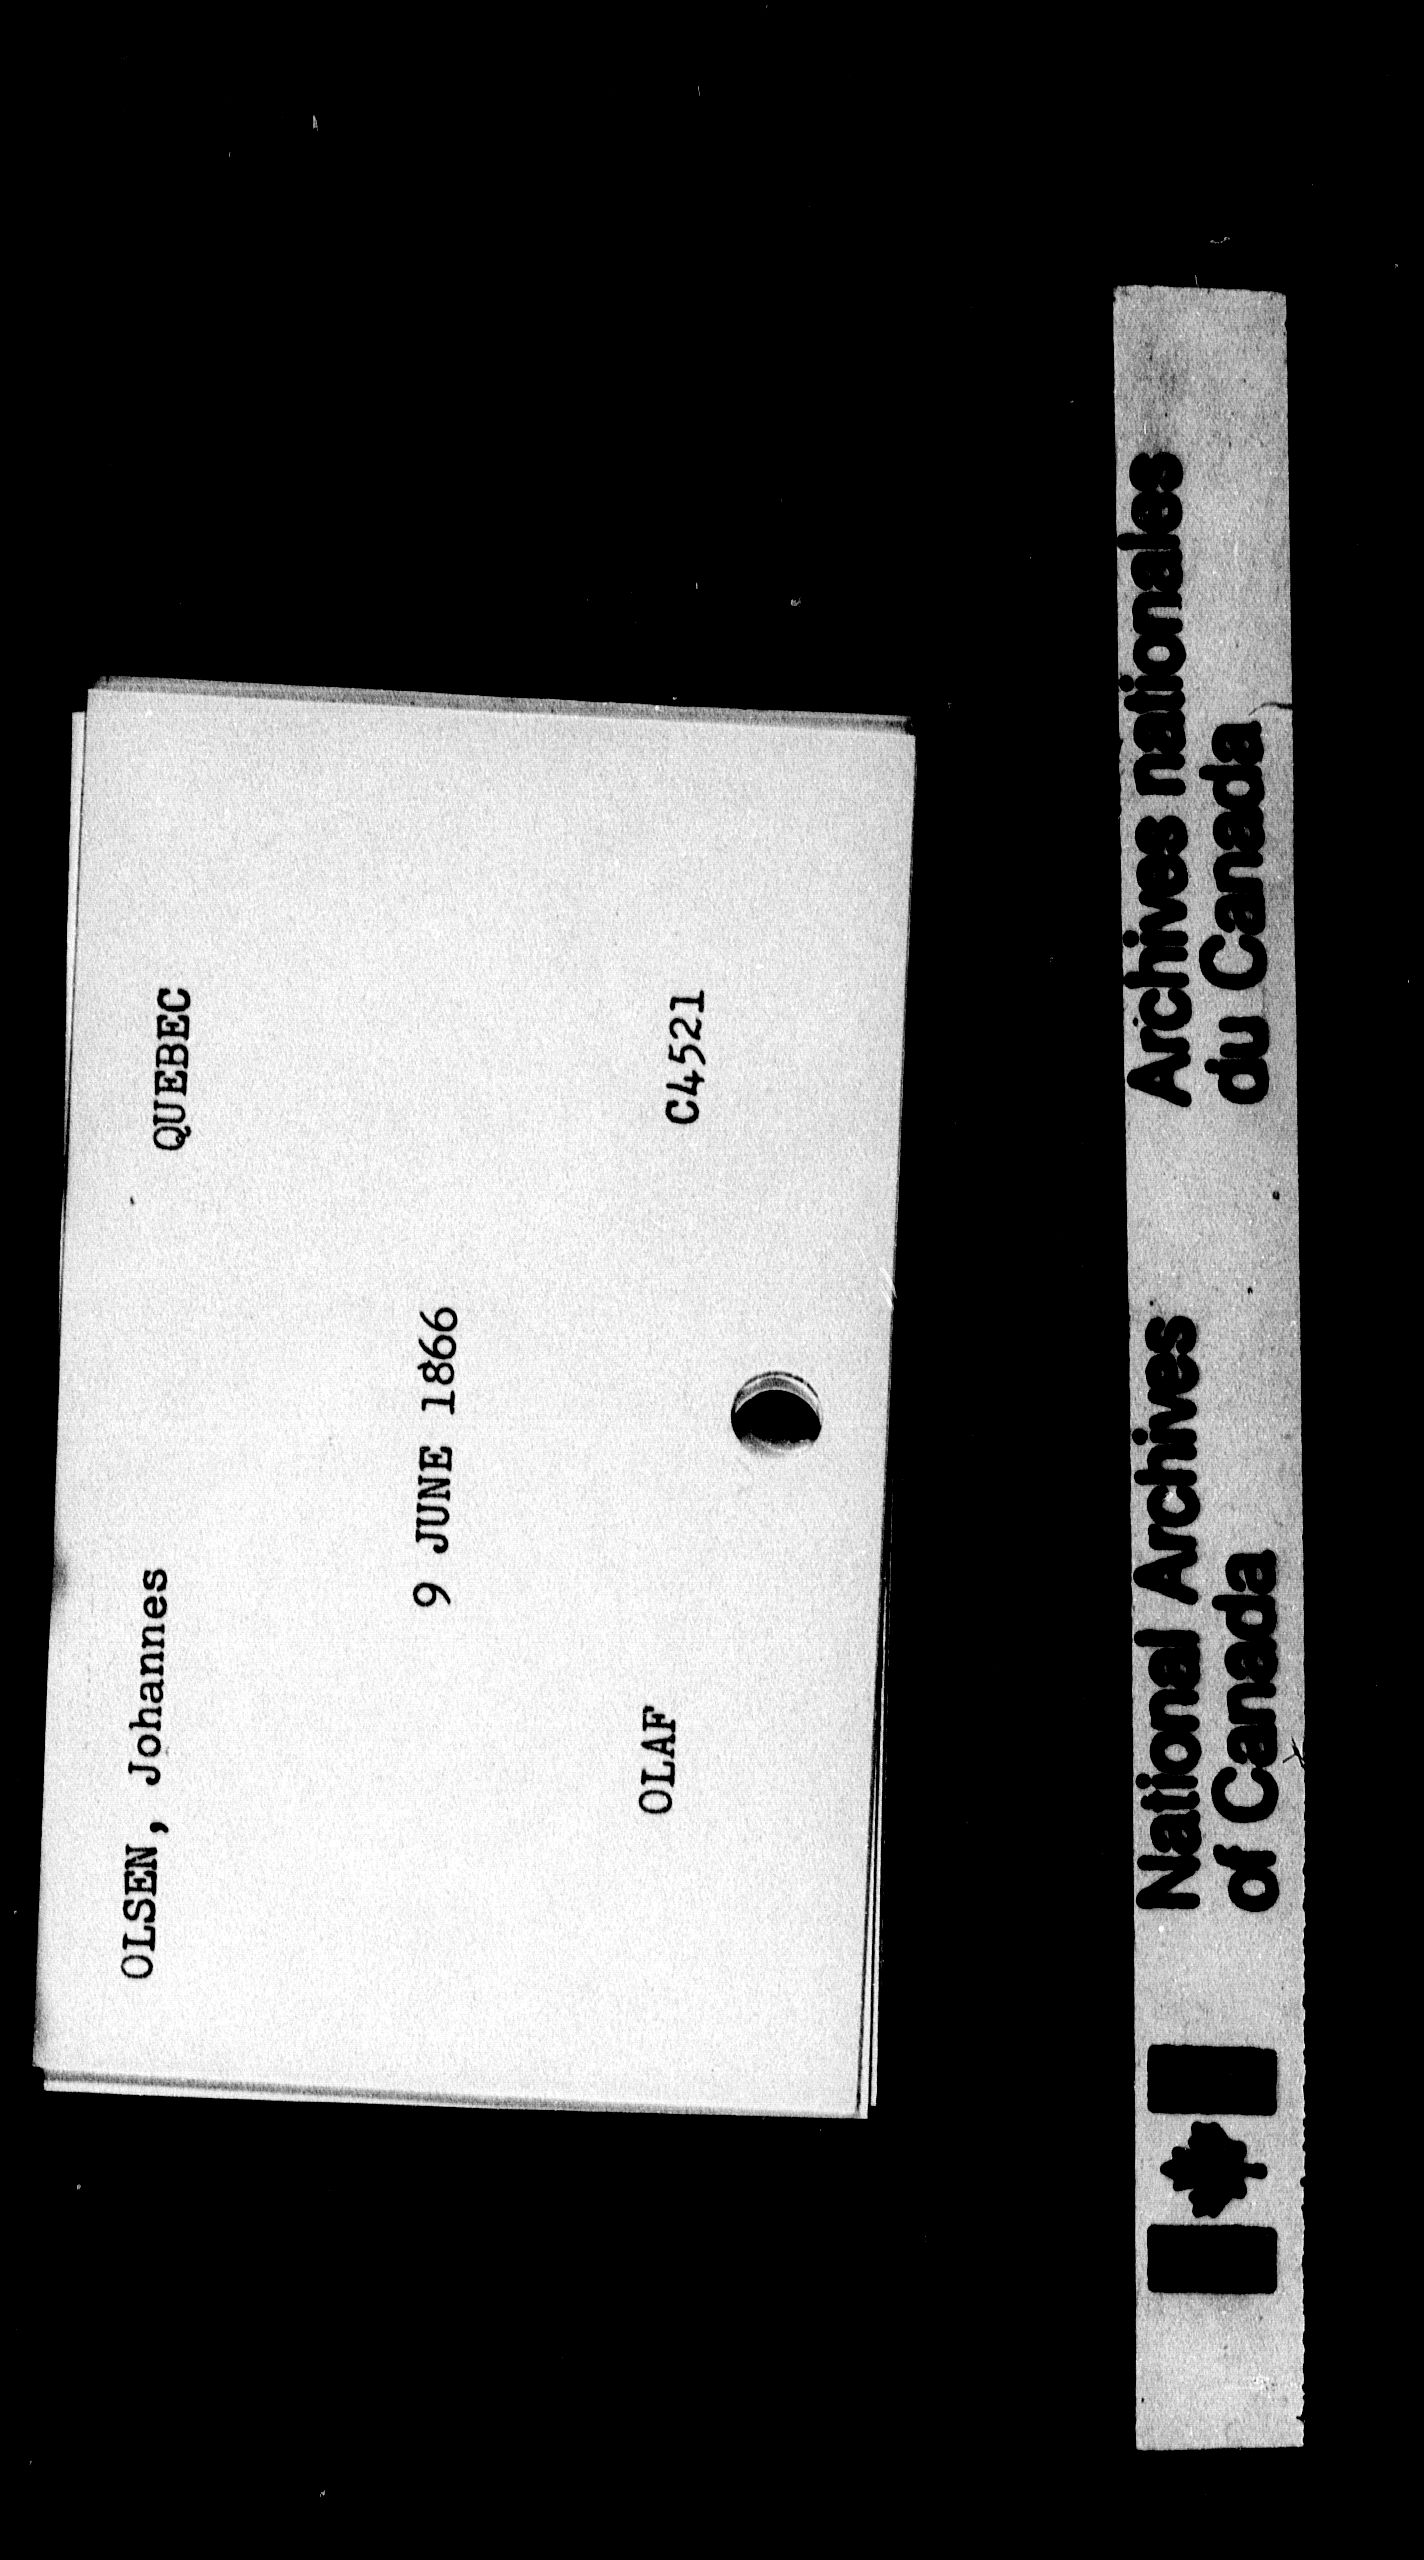 OLSEN, Johannes QUEBEC
9 JUNE 1866
OLAF C4521
National Archives
of Canada
Archives nationales
du Canada